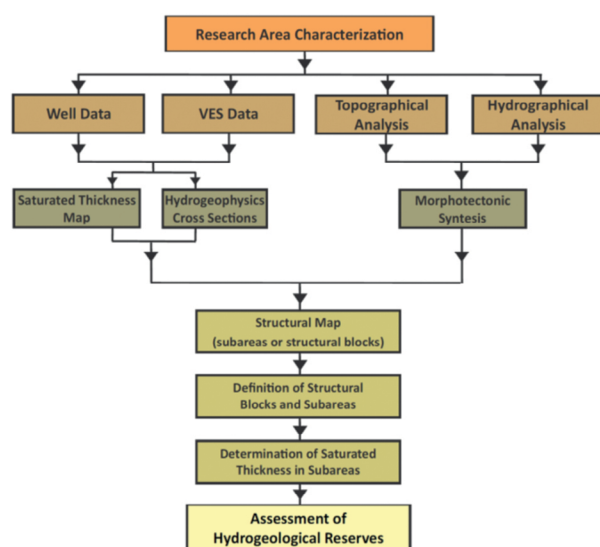 Research Area Characterization
Well Data
VES Data
Topographical
Analysis
Hydrographical
Analysis
Saturated Thickness
Map
Hydrogeophysics
Cross Sections
Morphotectonic
Syntesis
Structural Map
(subareas or structural blocks)
Definition of Structural
Blocks and Subareas
Determination of Saturated
Thickness in Subareas
Assessment of
Hydrogeological Reserves